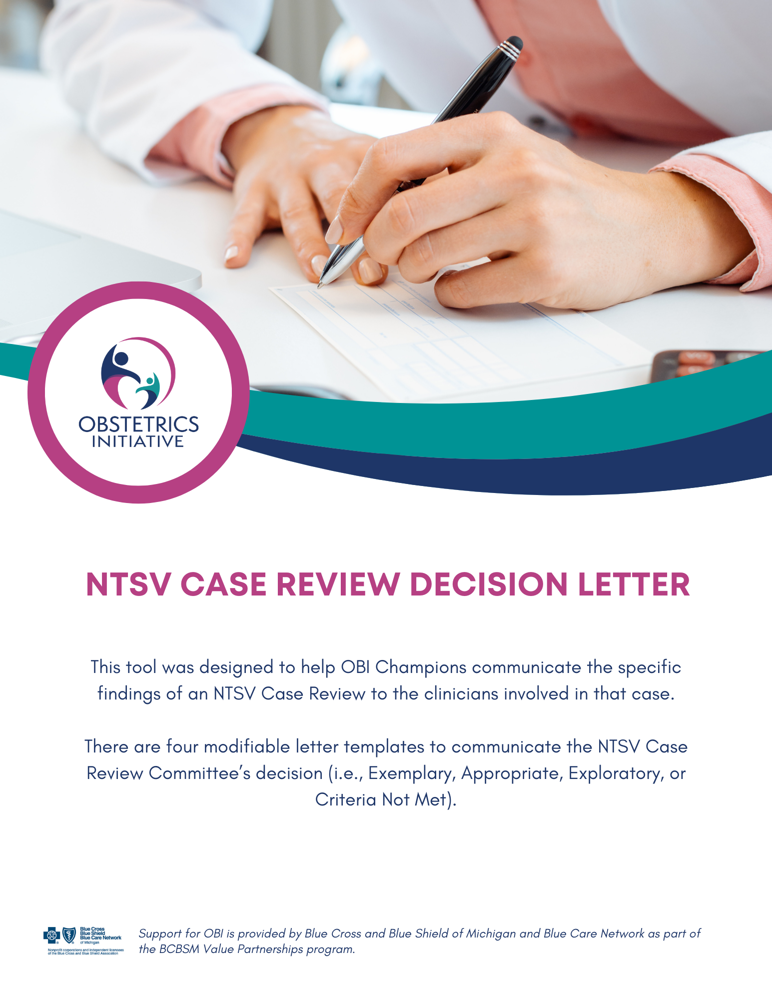 OBSTETRICS
INITIATIVE
NTSV CASE REVIEW DECISION LETTER
This tool was designed to help OBI Champions communicate the specific
findings of an NTSV Case Review to the clinicians involved in that case.
There are four modifiable letter templates to communicate the NTSV Case
Review Committee’s decision (i.e., Exemplary, Appropriate, Exploratory, or
Criteria Not Met).
Blue Cross
Blue Shield
Blue Care Network
of Michigan
Nonprofit corporations and independent licensees
of the Blue Cross and Blue Shield Association
Support for OBI is provided by Blue Cross and Blue Shield of Michigan and Blue Care Network as part of
the BCBSM Value Partnerships program.